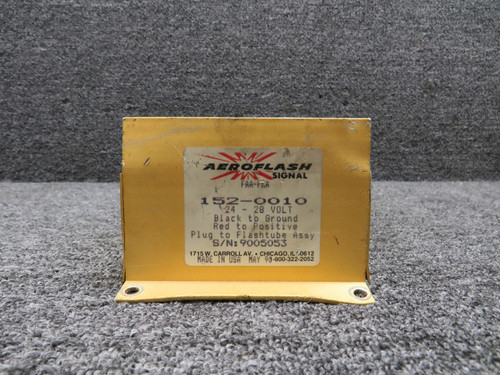 AEROFLASH
SIGNAL
FAA-PMA
152-0010
24 - 28 VOLT
Black to Ground
Red to Positive
Plug to Flashtube Assy
S/N: 9005053
1715 W. CARROLL AV. • CHICAGO, IL 60612
MADE IN USA MAY 90 800-322-2052